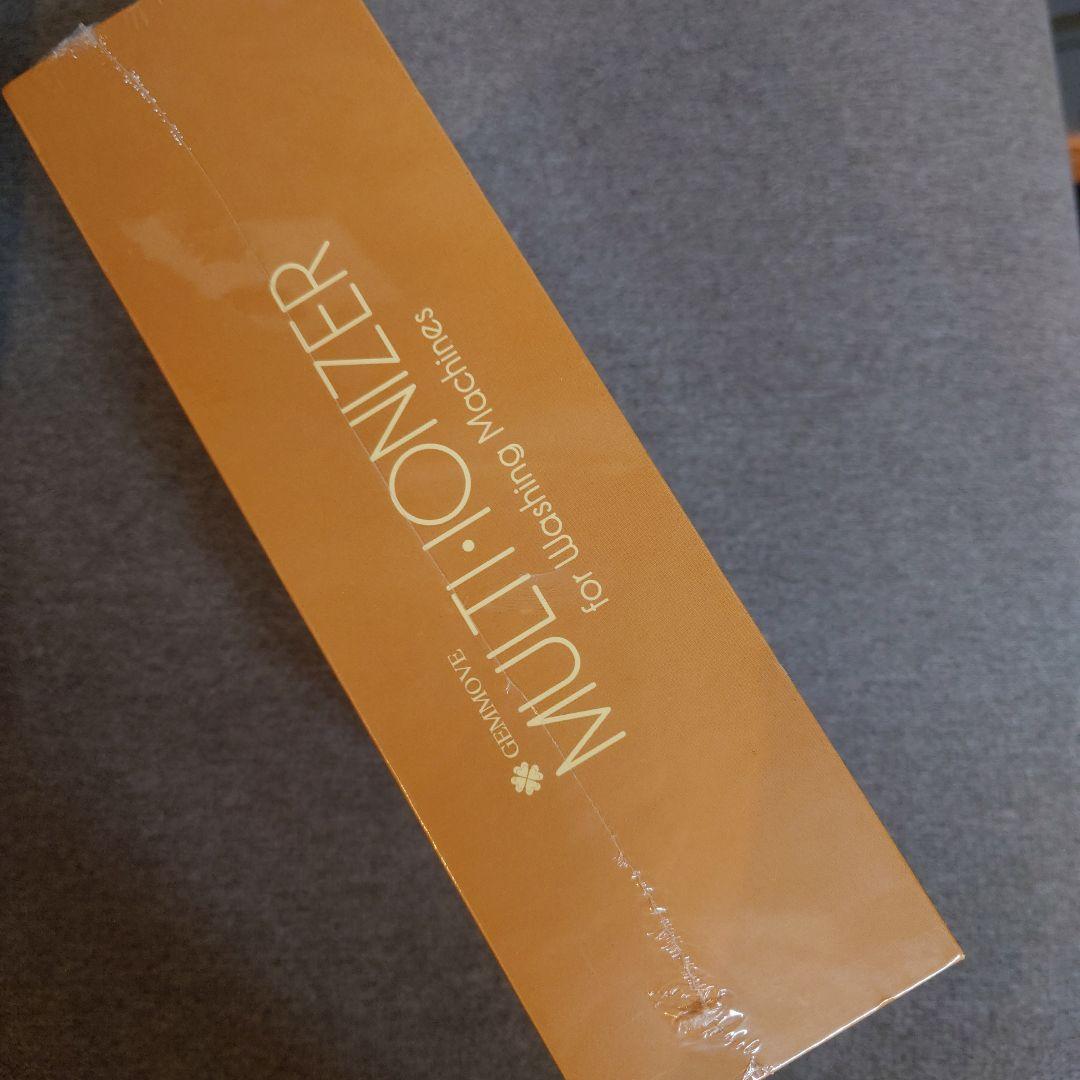 GEMMOVE
MULTI·IONIZER
for Washing Machines